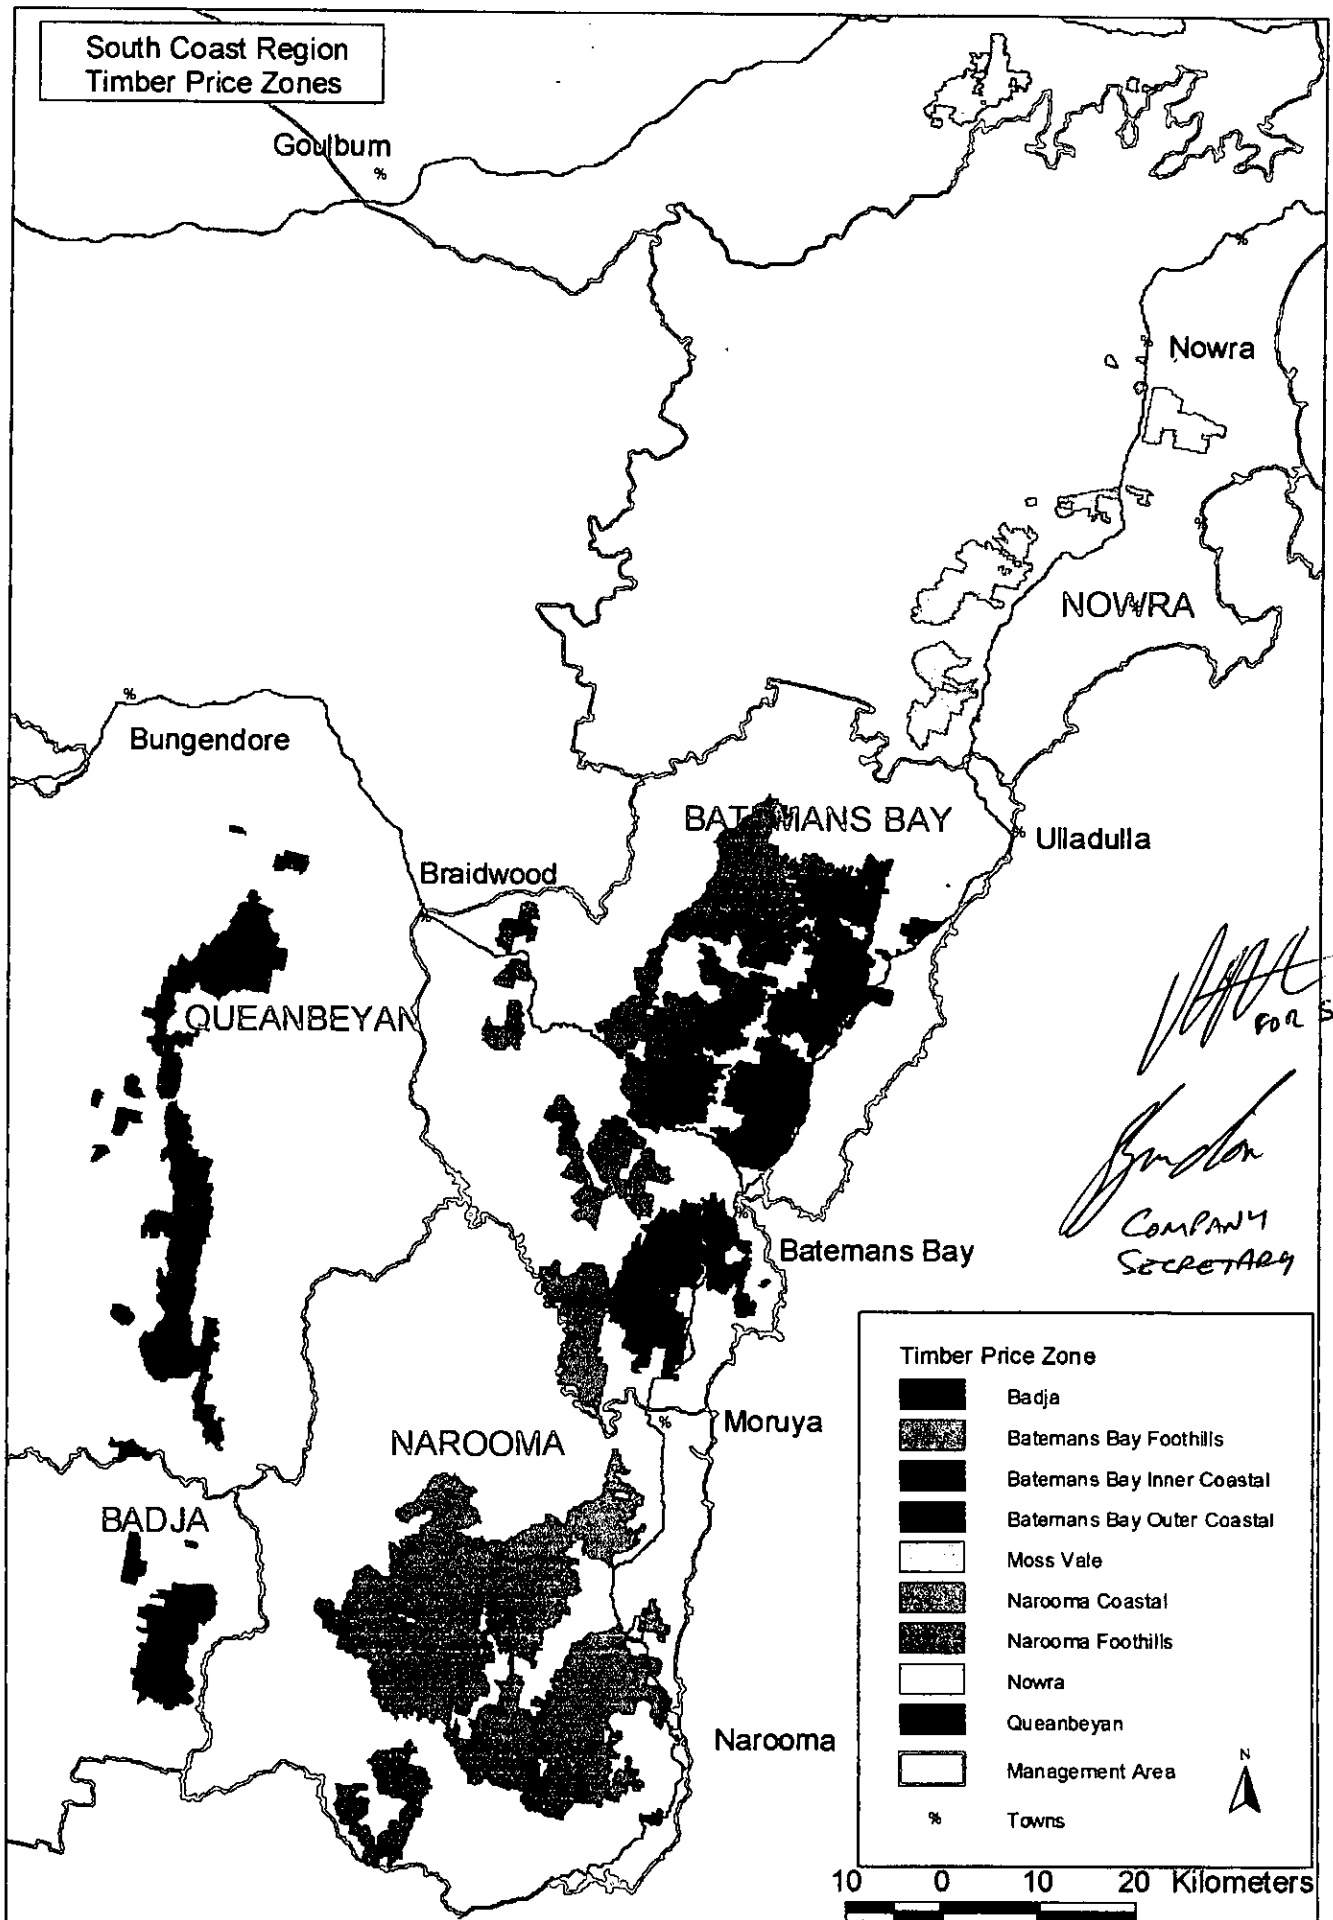 South Coast Region
Timber Price Zones
Goulburn
%
%
Nowra
%
%
NOWRA
%
Bungendore
BATEMANS BAY
%
Ulladulla
Braidwood
%
QUEANBEYAN
FOR S
COMPANY
SECRETARY
%
Batemans Bay
%
Moruya
NAROOMA
BADJA
Narooma
Timber Price Zone
Badja
Batemans Bay Foothills
Batemans Bay Inner Coastal
Batemans Bay Outer Coastal
Moss Vale
Narooma Coastal
Narooma Foothills
Nowra
Queanbeyan
Management Area
% Towns
N
10 0 10 20 Kilometers